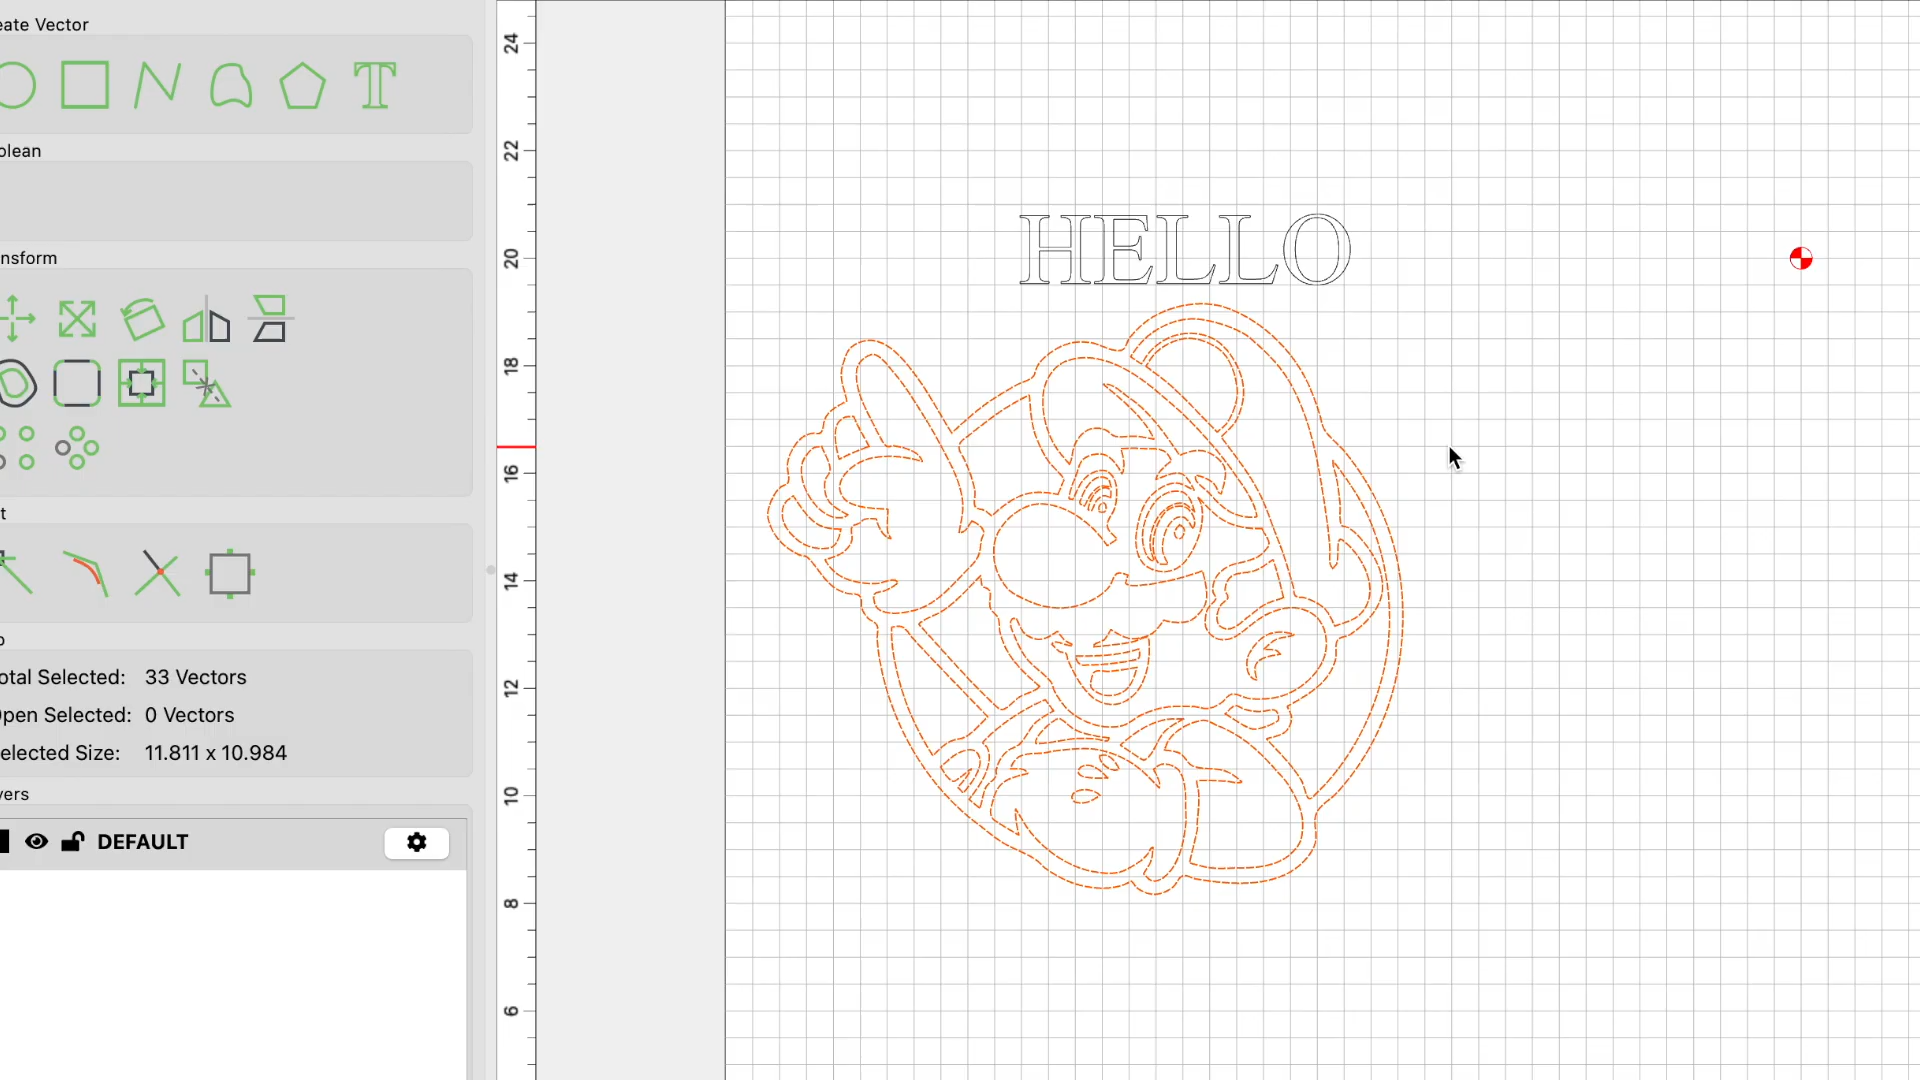 eate Vector
olean
nsform
t
o
otal Selected: 33 Vectors
pen Selected: 0 Vectors
elected Size: 11.811 x 10.984
yers
DEFAULT
24
22
20
18
16
14
12
10
8
6
HELLO